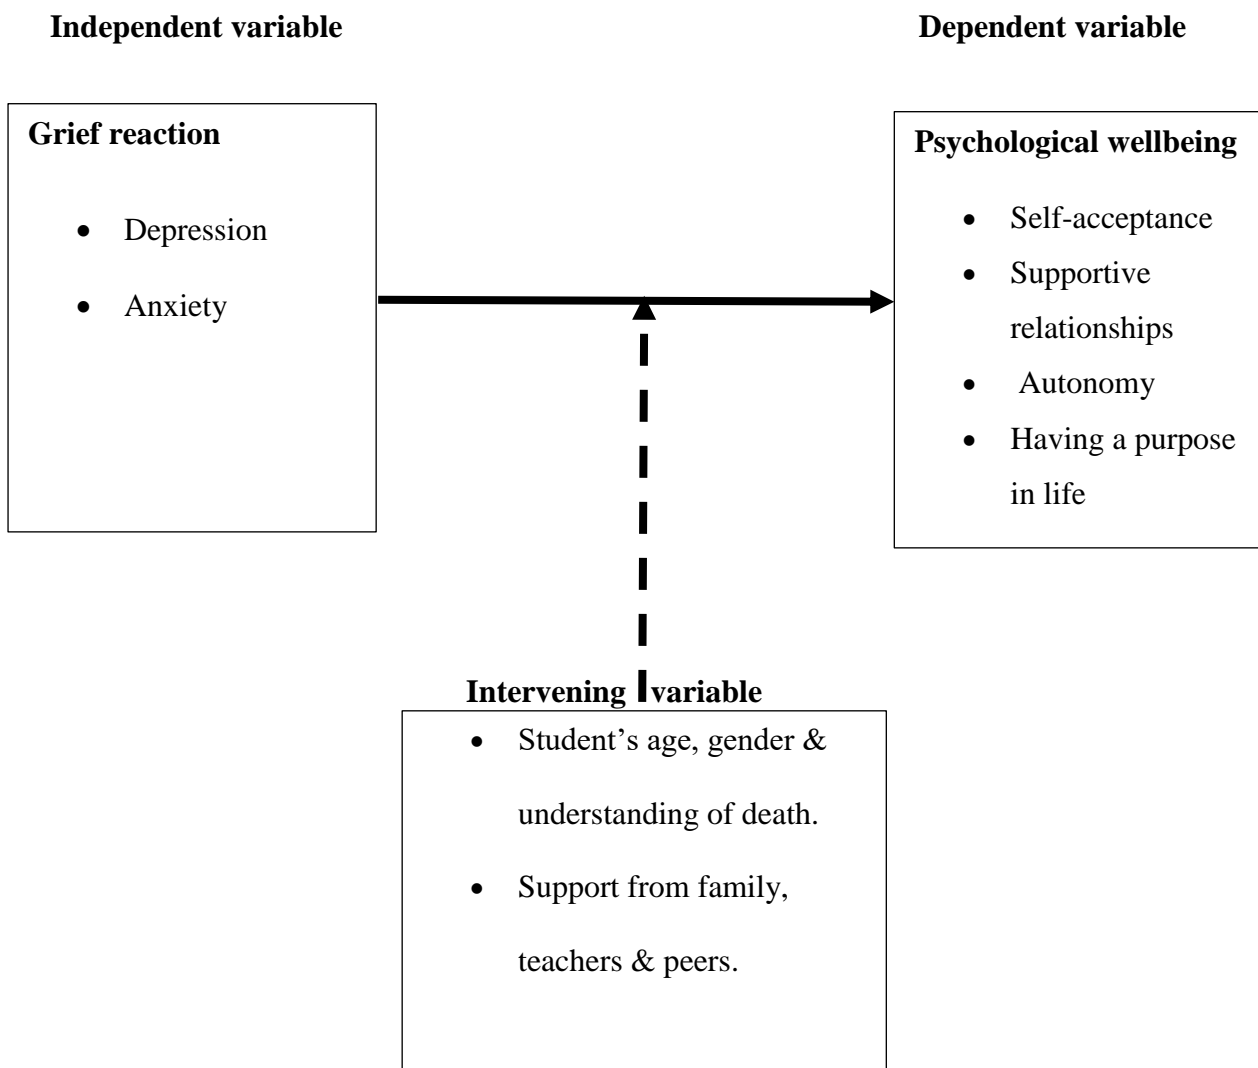 Independent variable
Dependent variable
Grief reaction
• Depression
• Anxiety
Psychological wellbeing
• Self-acceptance
• Supportive
relationships
• Autonomy
• Having a purpose
in life
Intervening variable
• Student’s age, gender &
understanding of death.
• Support from family,
teachers & peers.